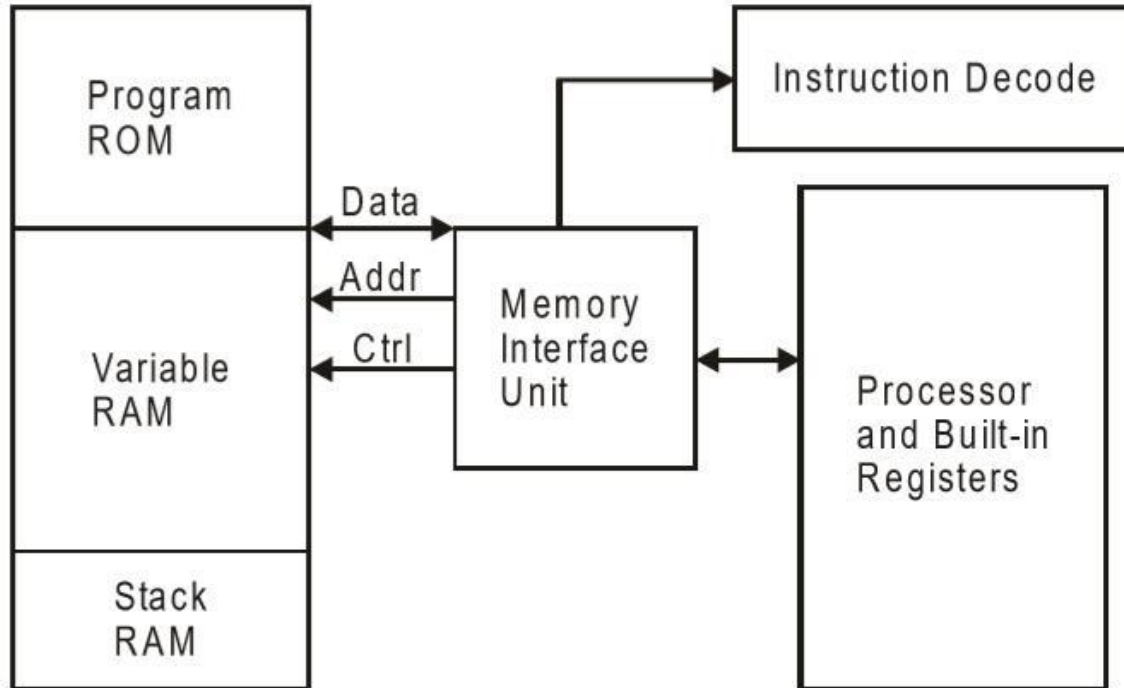 Program
ROM
Instruction Decode
Data
Addr
Ctrl
Memory
Interface
Unit
Variable
RAM
Processor
and Built-in
Registers
Stack
RAM